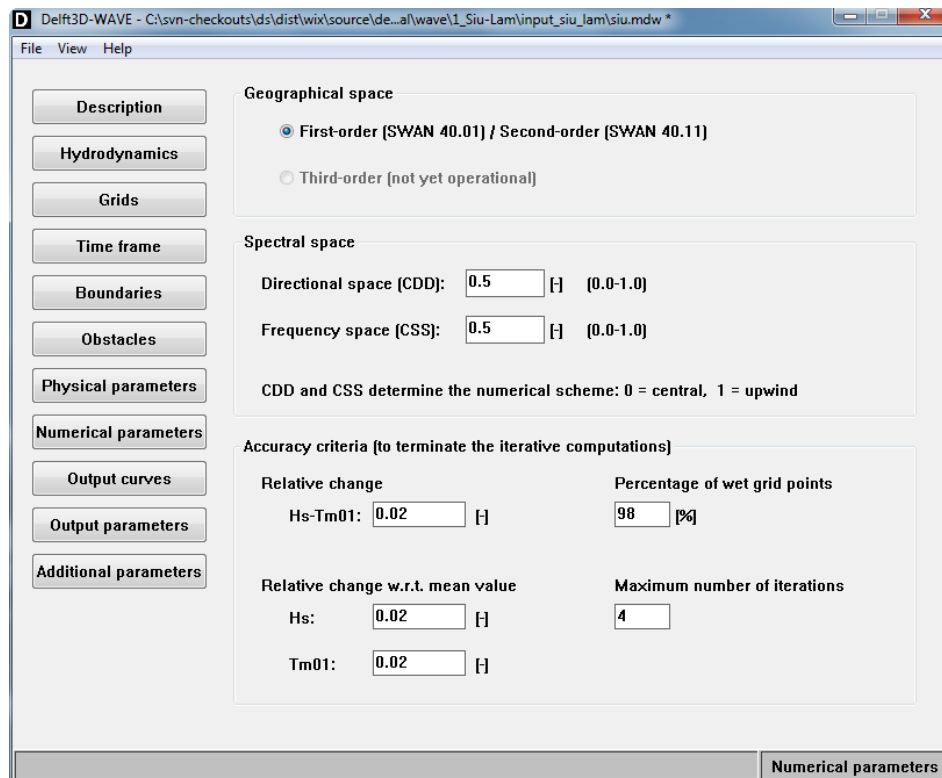 D Delft3D-WAVE - C:\svn-checkouts\ds\dist\wix\source\de...al\wave\1_Siu-Lam\input_siu_lam\siu.mdw *
File View Help
Description
Hydrodynamics
Grids
Time frame
Boundaries
Obstacles
Physical parameters
Numerical parameters
Output curves
Output parameters
Additional parameters
Geographical space
First-order (SWAN 40.01) / Second-order (SWAN 40.11)
Third-order (not yet operational)
Spectral space
Directional space (CDD): 0.5 [-] (0.0-1.0)
Frequency space (CSS): 0.5 [-] (0.0-1.0)
CDD and CSS determine the numerical scheme: 0 = central, 1 = upwind
Accuracy criteria (to terminate the iterative computations)
Relative change Percentage of wet grid points
Hs-Tm01: 0.02 [-] 98 [%]
Relative change w.r.t. mean value Maximum number of iterations
Hs: 0.02 [-] 4
Tm01: 0.02 [-]
Numerical parameters